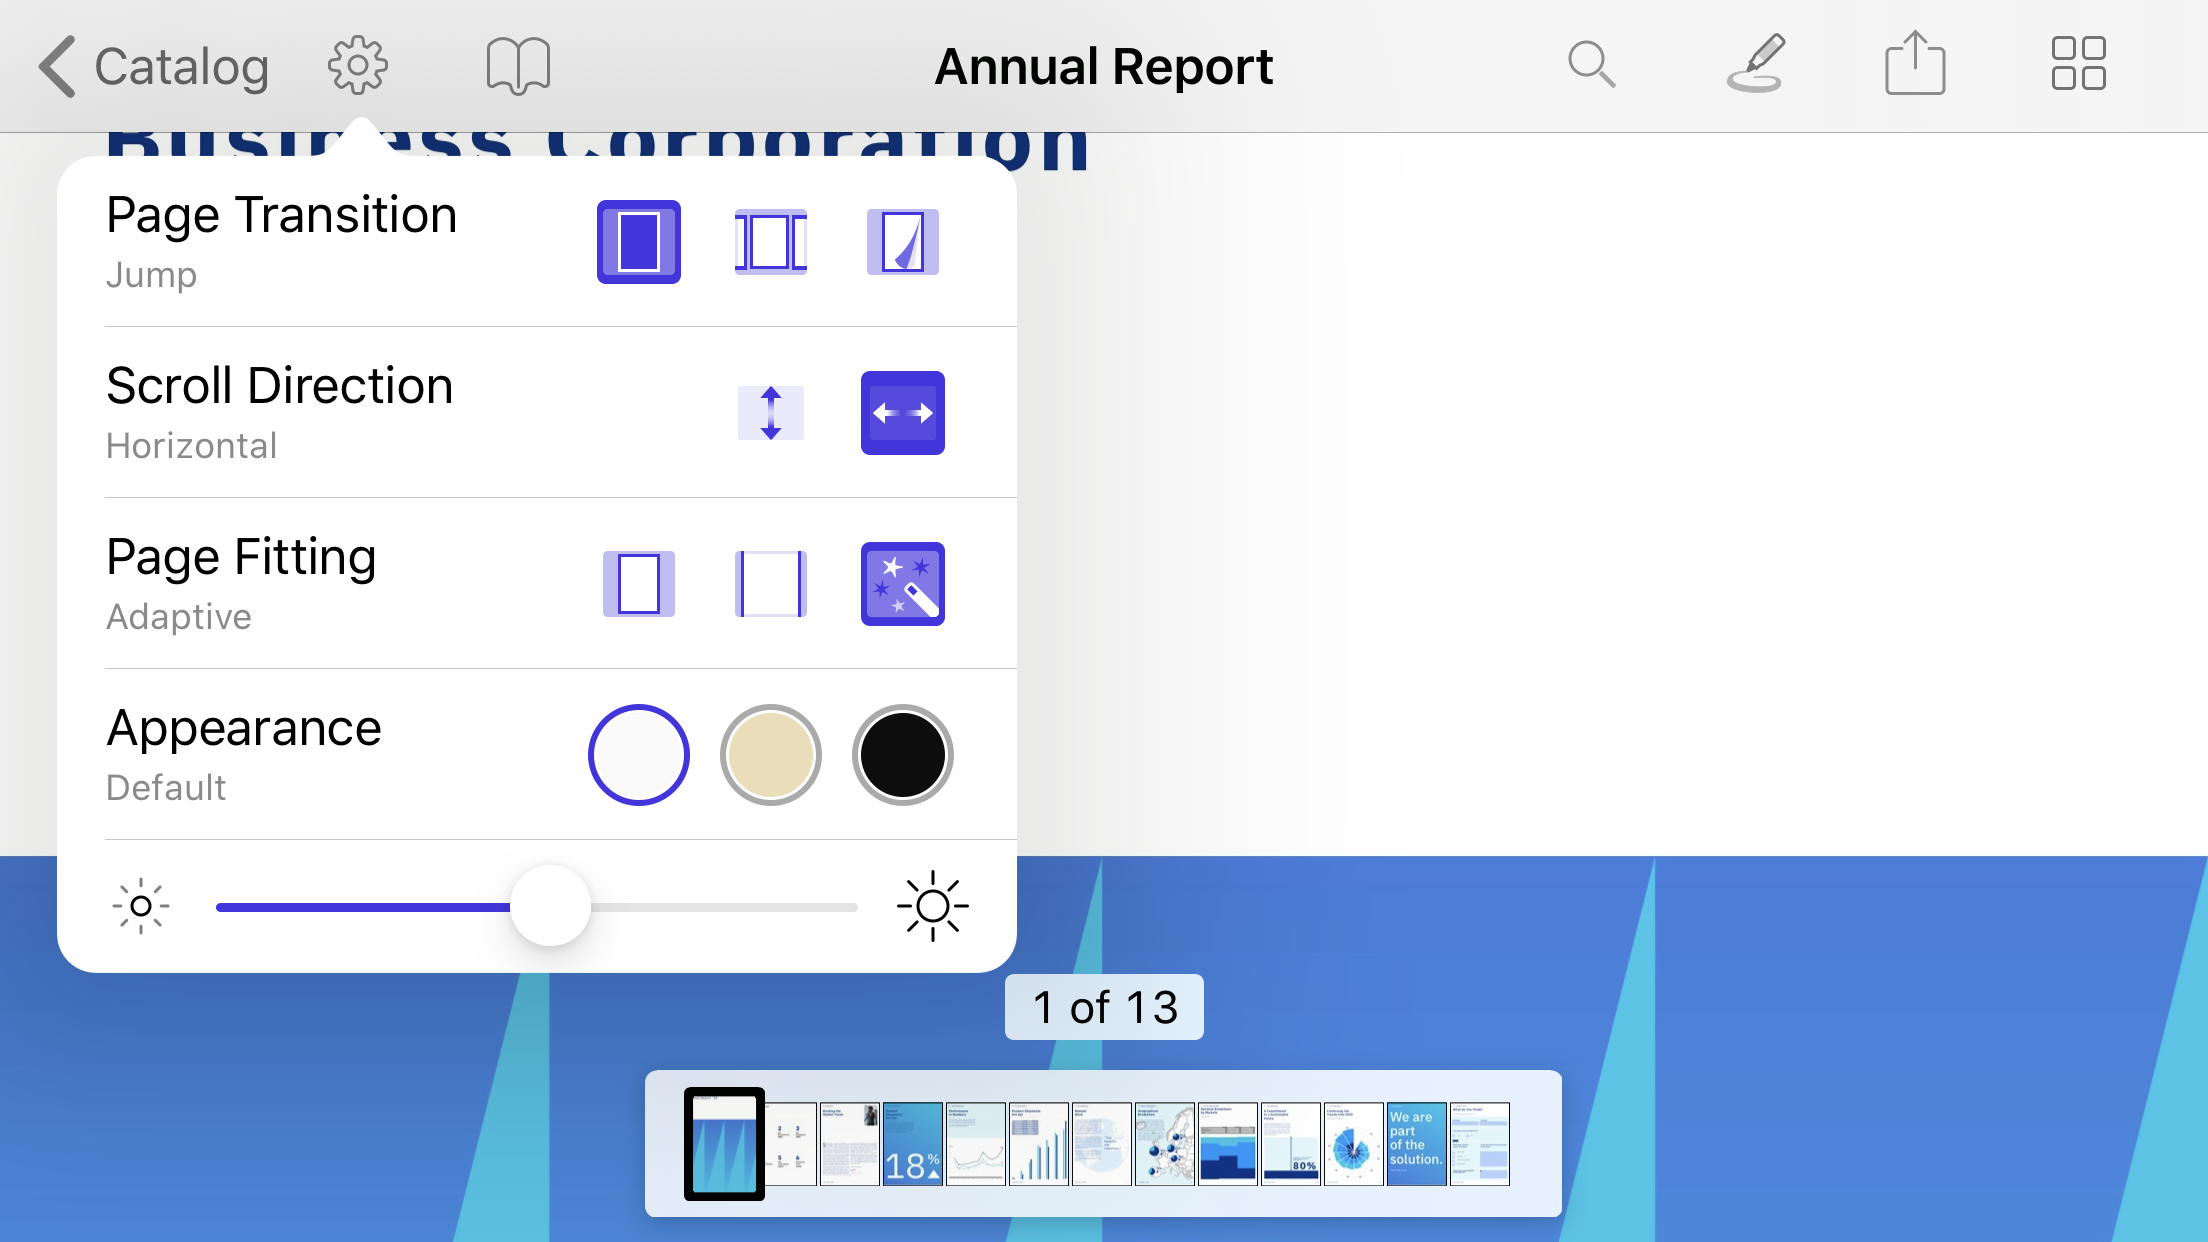 Catalog
Annual Report
Business Corporation
Page Transition
Jump
Scroll Direction
Horizontal
Page Fitting
Adaptive
Appearance
Default
1 of 13
18%
80%
We are
part
of the
solution.